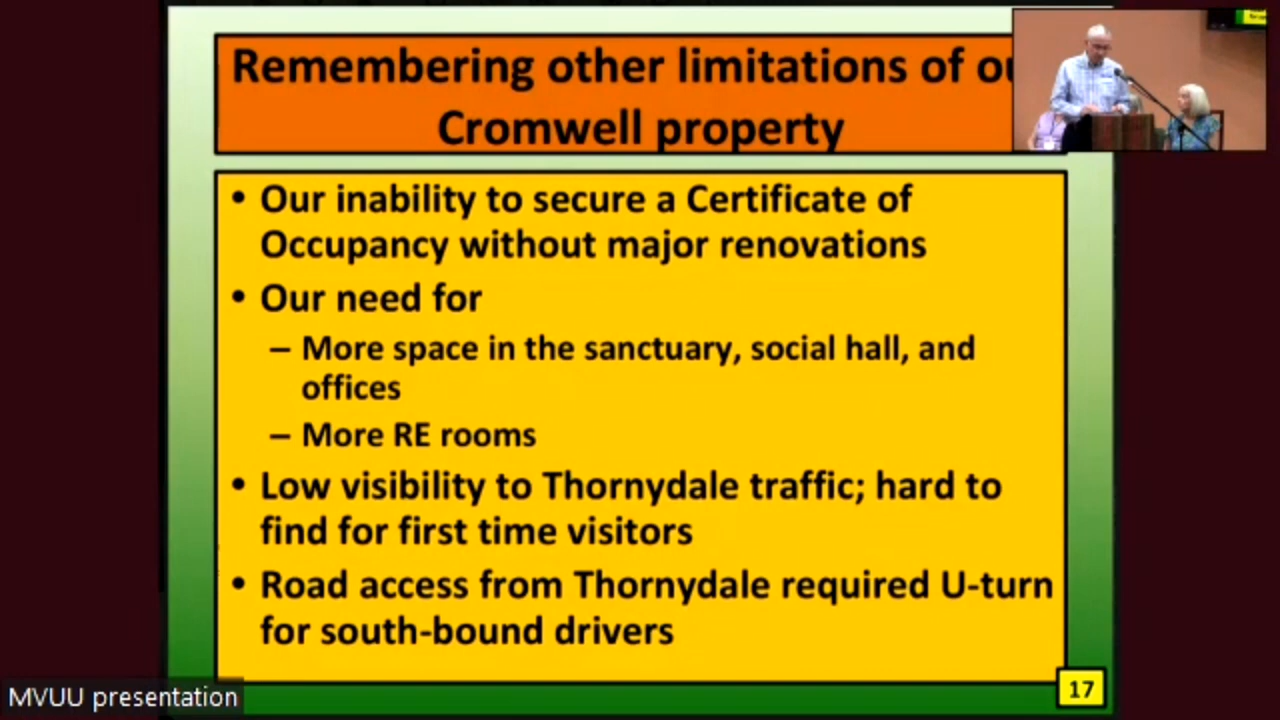 Remembering other limitations of
Cromwell property
• Our inability to secure a Certificate of
Occupancy without major renovations
• Our need for
– More space in the sanctuary, social hall, and
offices
– More RE rooms
• Low visibility to Thornydale traffic; hard to
find for first time visitors
• Road access from Thornydale required U-turn
for south-bound drivers
17
MVUU presentation